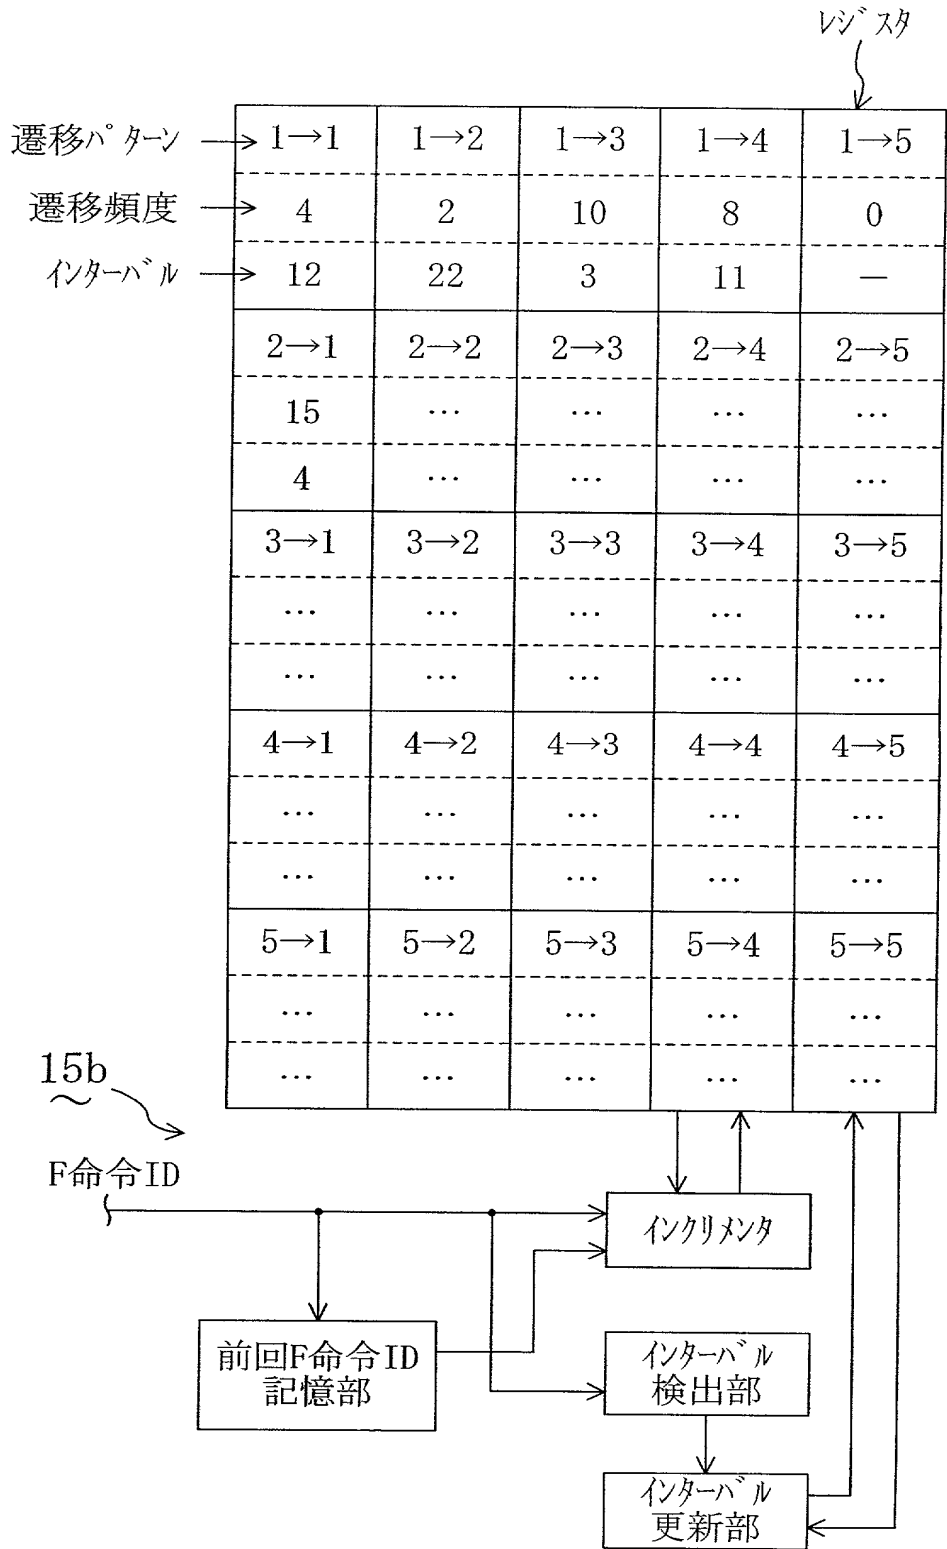 レジスタ
遷移パターン 1→1 1→2 1→3 1→4 1→5
遷移頻度 4 2 10 8 0
インターバル 12 22 3 11 —
2→1 2→2 2→3 2→4 2→5
15 … … … …
4 … … … …
3→1 3→2 3→3 3→4 3→5
… … … … …
… … … … …
4→1 4→2 4→3 4→4 4→5
… … … … …
… … … … …
5→1 5→2 5→3 5→4 5→5
… … … … …
… … … … …
15b
F命令ID
インクリメンタ
前回F命令ID
記憶部
インターバル
検出部
インターバル
更新部